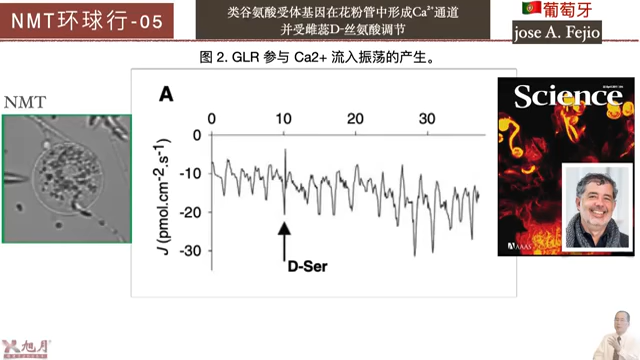 NMT环球行-05
类谷氨酸受体基因在花粉管中形成Ca²⁺通道
并受雌蕊D-丝氨酸调节
葡萄牙
jose A. Fejio
图 2. GLR 参与 Ca2+ 流入振荡的产生。
NMT
A
0 10 20 30
0
-10
-20
-30
J (pmol.cm-2.s-1)
D-Ser
Science
AAAS
旭月